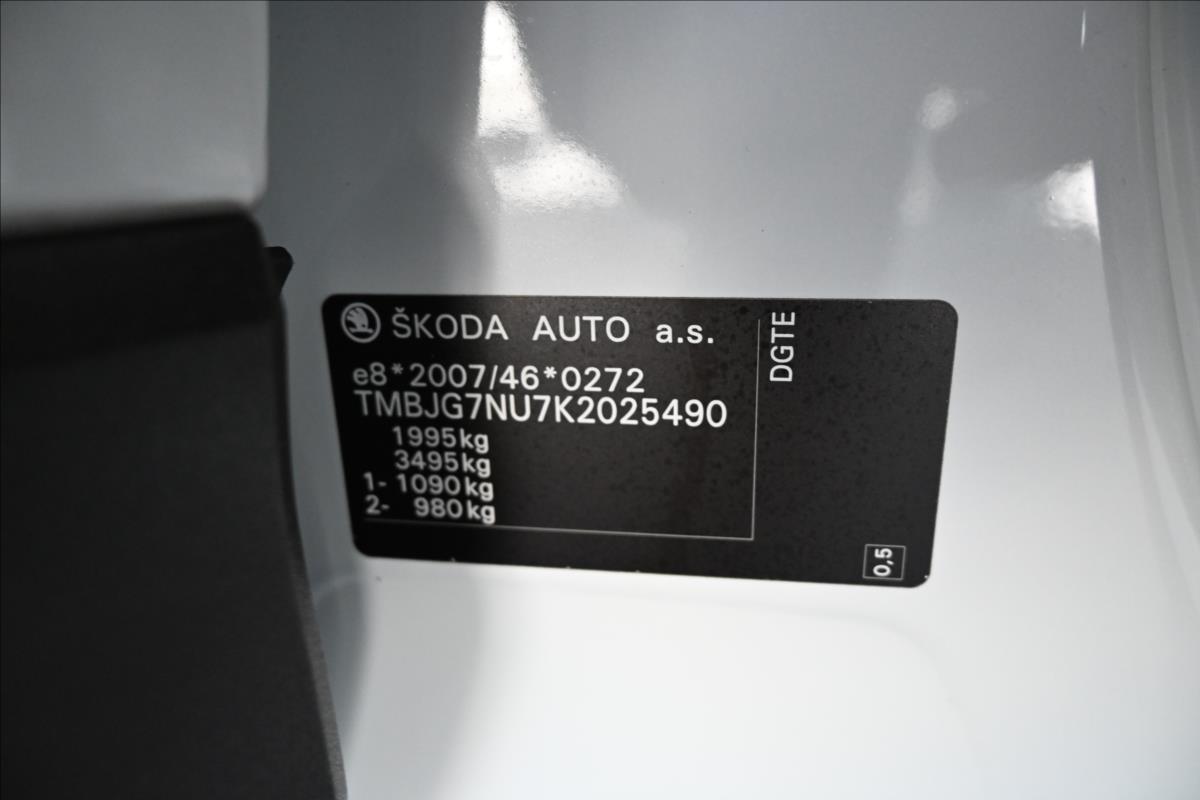 ŠKODA AUTO a.s.
e8*2007/46*0272
TMBJG7NU7K2025490
1995kg
3495kg
1- 1090kg
2- 980kg
DGTE
0,5